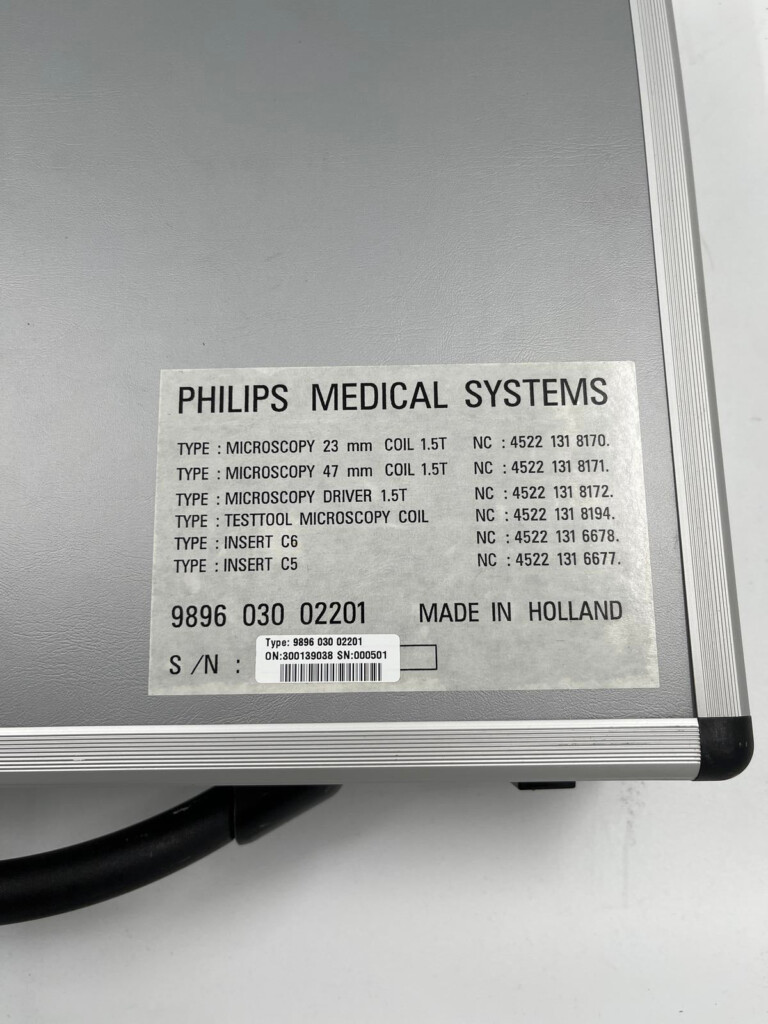 PHILIPS MEDICAL SYSTEMS
TYPE : MICROSCOPY 23 mm COIL 1.5T NC : 4522 131 8170.
TYPE : MICROSCOPY 47 mm COIL 1.5T NC : 4522 131 8171.
TYPE : MICROSCOPY DRIVER 1.5T NC : 4522 131 8172.
TYPE : TESTTOOL MICROSCOPY COIL NC : 4522 131 8194.
TYPE : INSERT C6 NC : 4522 131 6678.
TYPE : INSERT C5 NC : 4522 131 6677.
9896 030 02201 MADE IN HOLLAND
S/N :
Type: 9896 030 02201
ON:300139038 SN:000501